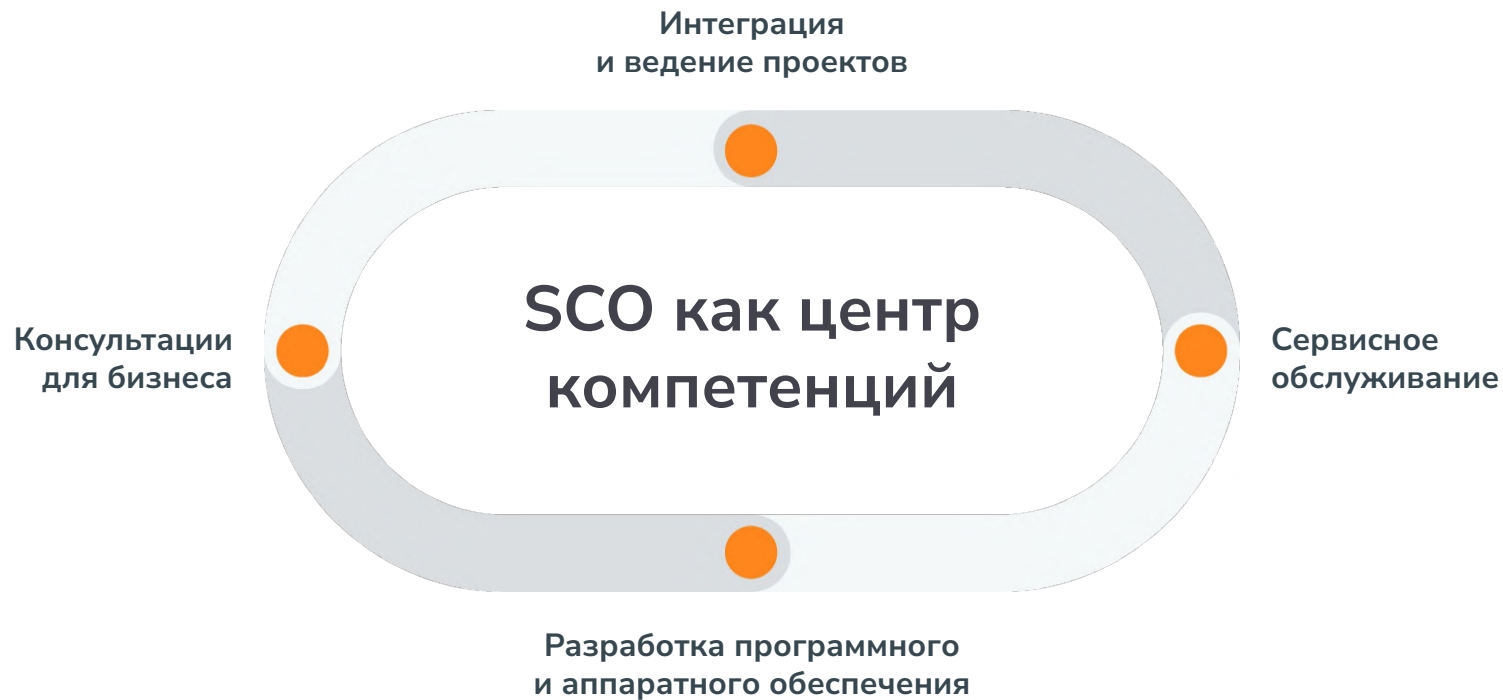 Интеграция
и ведение проектов
SCO как центр
компетенций
Консультации
для бизнеса
Сервисное
обслуживание
Разработка программного
и аппаратного обеспечения